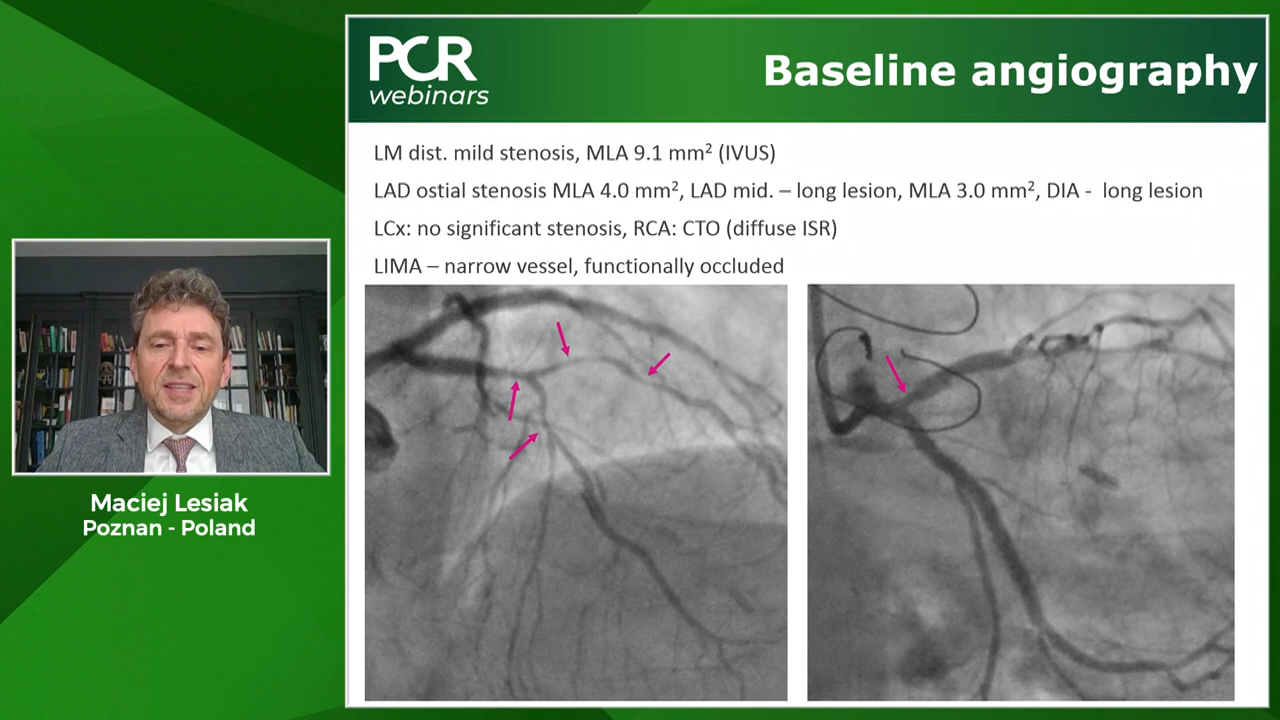 PCR
webinars
Baseline angiography
LM dist. mild stenosis, MLA 9.1 mm² (IVUS)
LAD ostial stenosis MLA 4.0 mm², LAD mid. – long lesion, MLA 3.0 mm², DIA - long lesion
LCx: no significant stenosis, RCA: CTO (diffuse ISR)
LIMA – narrow vessel, functionally occluded
Maciej Lesiak
Poznan - Poland